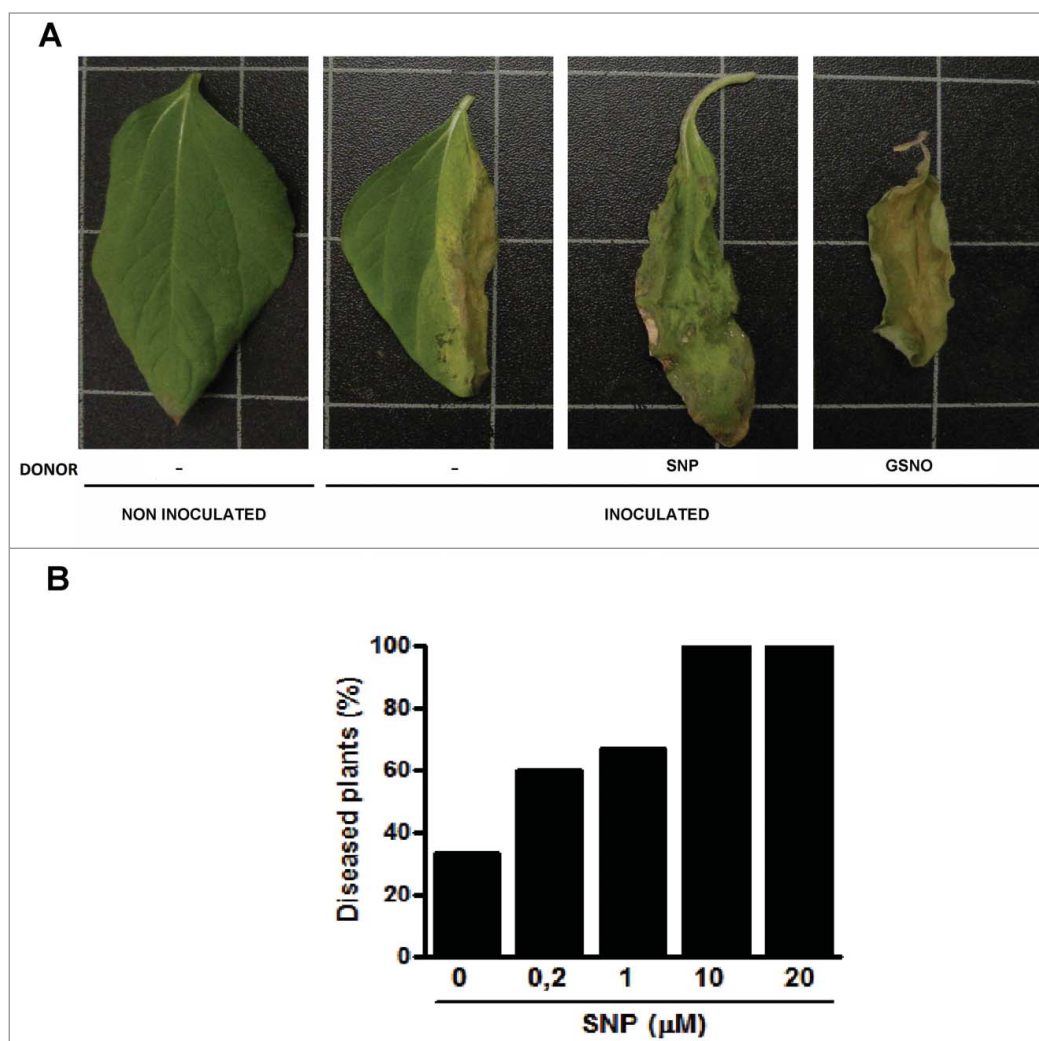 A
DONOR - - SNP GSNO
NON INOCULATED INOCULATED
B
Diseased plants (%)
100
80
60
40
20
0
0 0,2 1 10 20
SNP (μM)